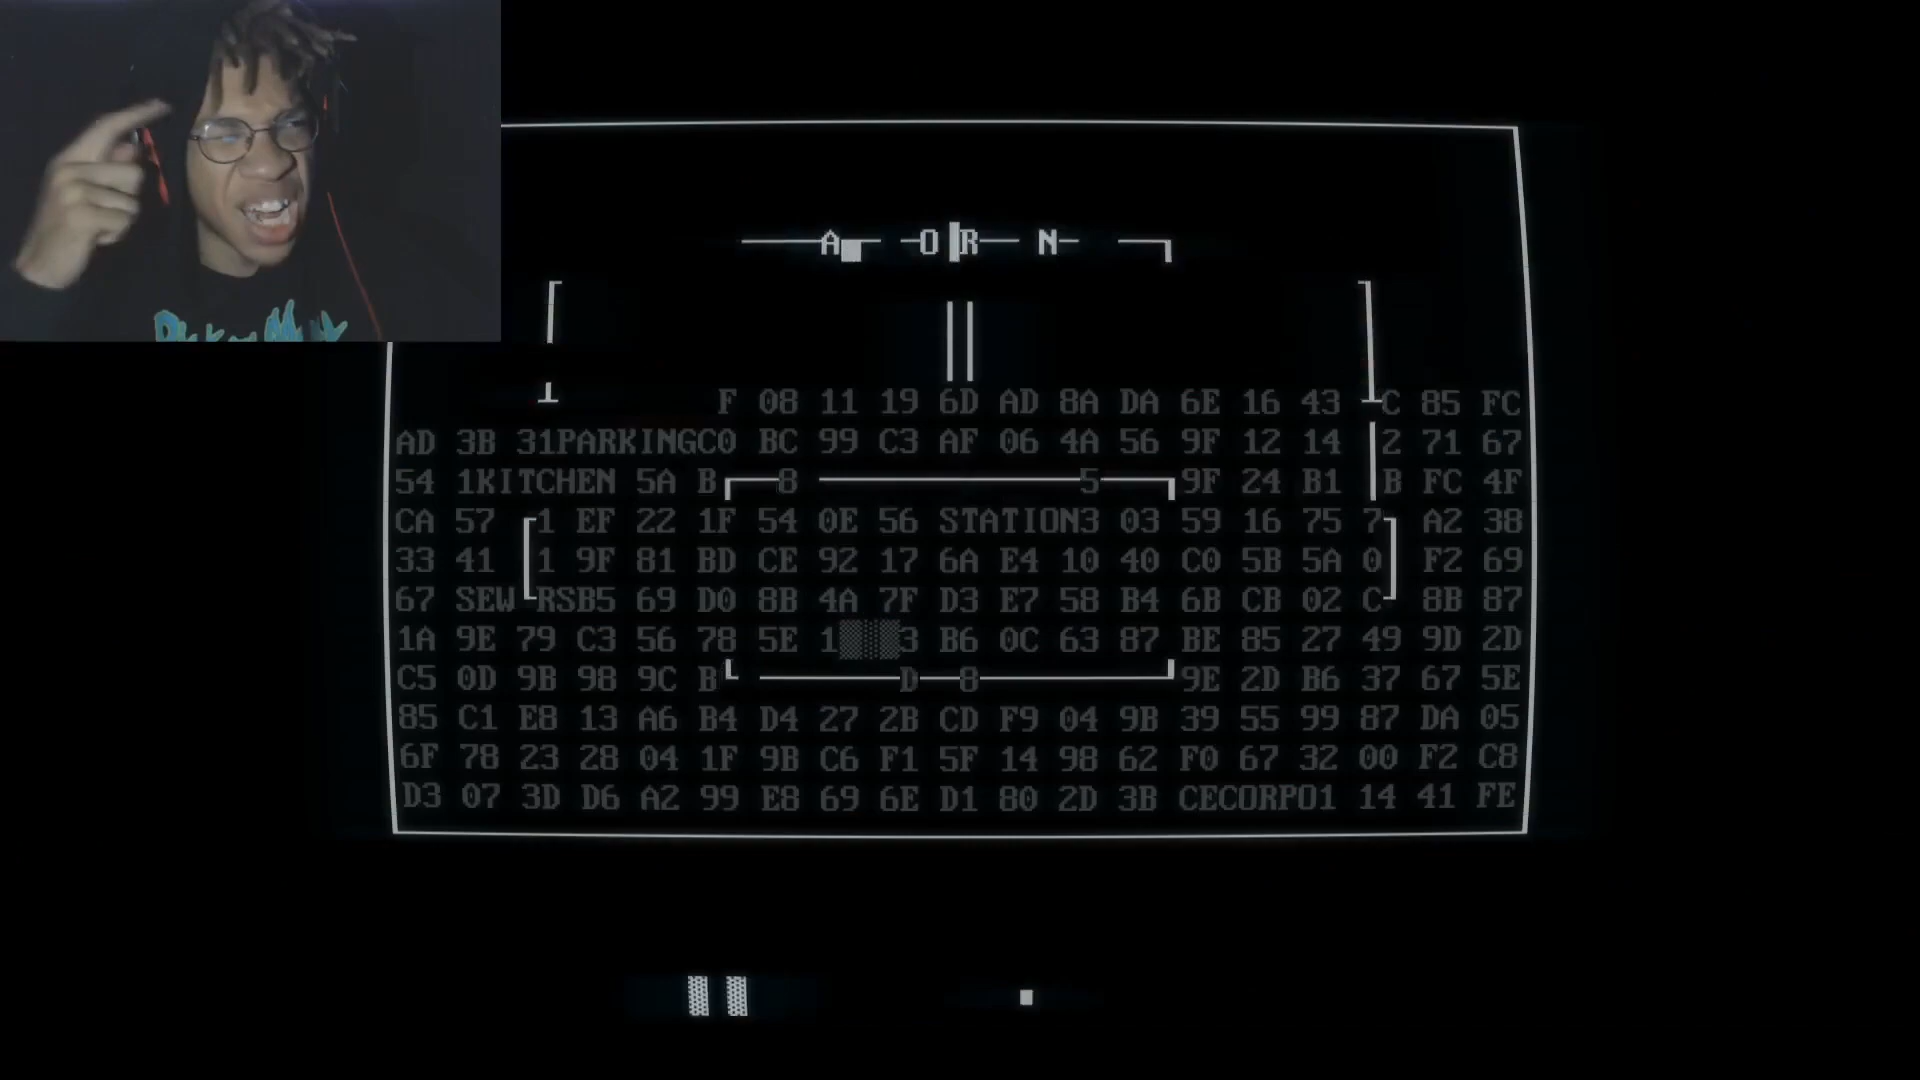 A O R N
F 08 11 19 6D AD 8A DA 6E 16 43 C 85 FC
AD 3B 31PARKINGC0 BC 99 C3 AF 06 4A 56 9F 12 14 2 71 67
54 1KITCHEN 5A B 8 5 9F 24 B1 B FC 4F
CA 57 1 EF 22 1F 54 0E 56 STATION3 03 59 16 75 7 A2 38
33 41 1 9F 81 BD CE 92 17 6A E4 10 40 C0 5B 5A 0 F2 69
67 SEW RSB5 69 D0 8B 4A 7F D3 E7 58 B4 6B CB 02 C 8B 87
1A 9E 79 C3 56 78 5E 1▒▒▒3 B6 0C 63 87 BE 85 27 49 9D 2D
C5 0D 9B 98 9C B D 8 9E 2D B6 37 67 5E
85 C1 E8 13 A6 B4 D4 27 2B CD F9 04 9B 39 55 99 87 DA 05
6F 78 23 28 04 1F 9B C6 F1 5F 14 98 62 F0 67 32 00 F2 C8
D3 07 3D D6 A2 99 E8 69 6E D1 80 2D 3B CECORPO1 14 41 FE